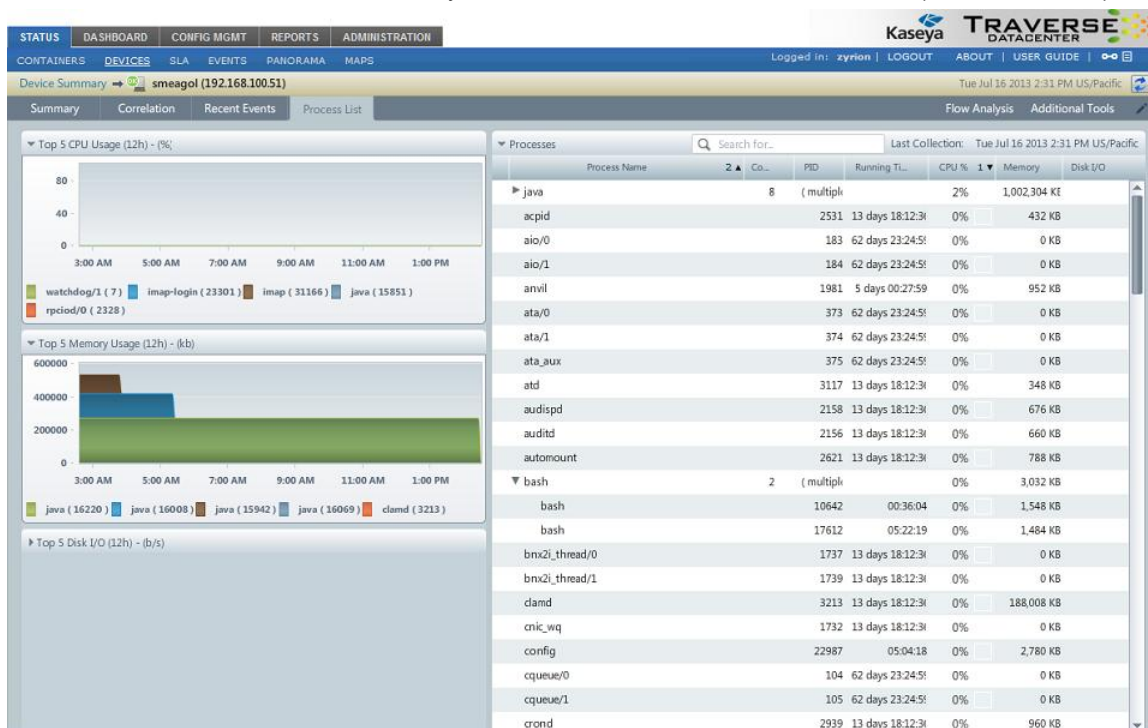 Kaseya TRAVERSE
DATACENTER
STATUS DASHBOARD CONFIG MGMT REPORTS ADMINISTRATION
CONTAINERS DEVICES SLA EVENTS PANORAMA MAPS Logged in: zyrion | LOGOUT ABOUT | USER GUIDE |
Device Summary smeagol (192.168.100.51) Tue Jul 16 2013 2:31 PM US/Pacific
Summary Correlation Recent Events Process List Flow Analysis Additional Tools
Top 5 CPU Usage (12h) - (%)
80
40
0
3:00 AM 5:00 AM 7:00 AM 9:00 AM 11:00 AM 1:00 PM
watchdog/1 ( 7 ) imap-login ( 23301 ) imap ( 31166 ) java ( 15851 )
rpciod/0 ( 2328 )
Top 5 Memory Usage (12h) - (kb)
600000
400000
200000
0
3:00 AM 5:00 AM 7:00 AM 9:00 AM 11:00 AM 1:00 PM
java ( 16220 ) java ( 16008 ) java ( 15942 ) java ( 16069 ) clamd ( 3213 )
Top 5 Disk I/O (12h) - (b/s)
Processes Search for... Last Collection: Tue Jul 16 2013 2:31 PM US/Pacific
Process Name 2 ▲ Co... PID Running Ti... CPU % 1 ▼ Memory Disk I/O
java 8 ( multiple 2% 1,002,304 KB
acpid 2531 13 days 18:12:3 0% 432 KB
aio/0 183 62 days 23:24:5 0% 0 KB
aio/1 184 62 days 23:24:5 0% 0 KB
anvil 1981 5 days 00:27:59 0% 952 KB
ata/0 373 62 days 23:24:5 0% 0 KB
ata/1 374 62 days 23:24:5 0% 0 KB
ata_aux 375 62 days 23:24:5 0% 0 KB
atd 3117 13 days 18:12:3 0% 348 KB
audispd 2158 13 days 18:12:3 0% 676 KB
auditd 2156 13 days 18:12:3 0% 660 KB
automount 2621 13 days 18:12:3 0% 788 KB
bash 2 ( multiple 0% 3,032 KB
bash 10642 00:36:04 0% 1,548 KB
bash 17612 05:22:19 0% 1,484 KB
bnx2i_thread/0 1737 13 days 18:12:3 0% 0 KB
bnx2i_thread/1 1739 13 days 18:12:3 0% 0 KB
clamd 3213 13 days 18:12:3 0% 188,008 KB
cnic_wq 1732 13 days 18:12:3 0% 0 KB
config 22987 05:04:18 0% 2,780 KB
cqueue/0 104 62 days 23:24:5 0% 0 KB
cqueue/1 105 62 days 23:24:5 0% 0 KB
crond 2939 13 days 18:12:3 0% 960 KB